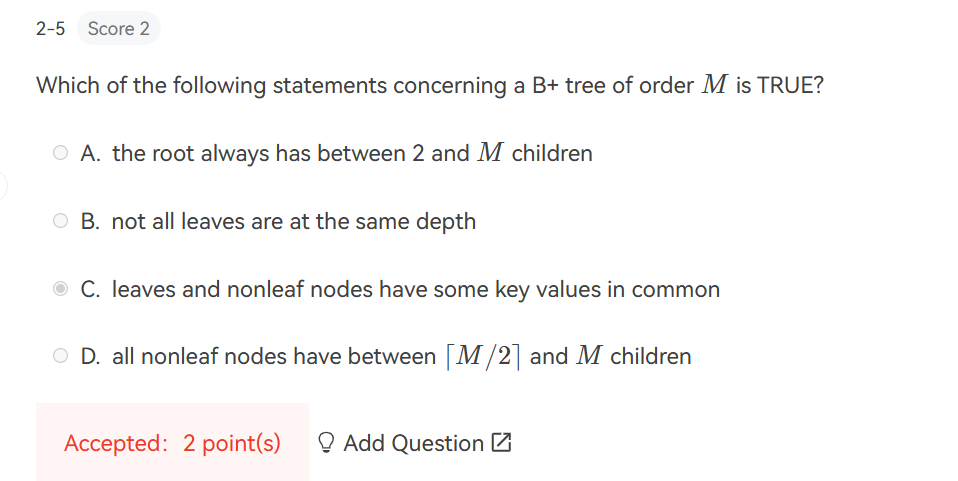 2-5 Score 2
Which of the following statements concerning a B+ tree of order M is TRUE?
A. the root always has between 2 and M children
B. not all leaves are at the same depth
C. leaves and nonleaf nodes have some key values in common
D. all nonleaf nodes have between ⌈M/2⌉ and M children
Accepted: 2 point(s) Add Question